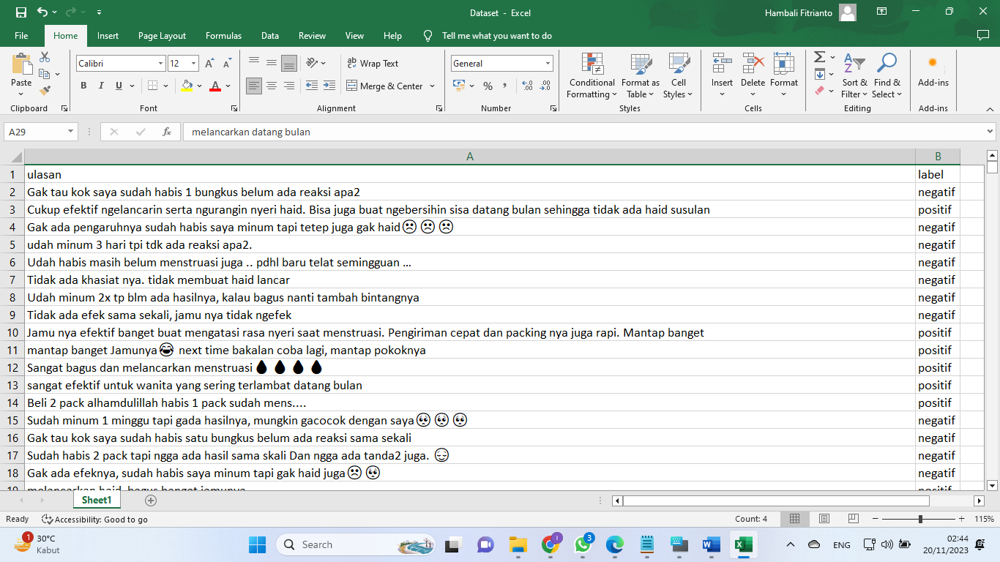 Dataset - Excel
Hambali Fitrianto
File Home Insert Page Layout Formulas Data Review View Help Tell me what you want to do
Paste
Clipboard
Calibri 12
B I U
Font
Wrap Text
Merge & Center
Alignment
General
% ,
Number
Conditional Formatting
Format as Table
Cell Styles
Styles
Insert Delete Format
Cells
Sort & Filter
Find & Select
Editing
Add-ins
Add-ins
A29 fx melancarkan datang bulan
A B
1 ulasan label
2 Gak tau kok saya sudah habis 1 bungkus belum ada reaksi apa2 negatif
3 Cukup efektif ngelancarin serta ngurangin nyeri haid. Bisa juga buat ngebersihin sisa datang bulan sehingga tidak ada haid susulan positif
4 Gak ada pengaruhnya sudah habis saya minum tapi tetep juga gak haid☹️☹️☹️ negatif
5 udah minum 3 hari tpi tdk ada reaksi apa2. negatif
6 Udah habis masih belum menstruasi juga .. pdhl baru telat semingguan ... negatif
7 Tidak ada khasiat nya. tidak membuat haid lancar negatif
8 Udah minum 2x tp blm ada hasilnya, kalau bagus nanti tambah bintangnya negatif
9 Tidak ada efek sama sekali, jamu nya tidak ngefek negatif
10 Jamu nya efektif banget buat mengatasi rasa nyeri saat menstruasi. Pengiriman cepat dan packing nya juga rapi. Mantap banget positif
11 mantap banget Jamunya😂 next time bakalan coba lagi, mantap pokoknya positif
12 Sangat bagus dan melancarkan menstruasi🌢🌢🌢🌢 positif
13 sangat efektif untuk wanita yang sering terlambat datang bulan positif
14 Beli 2 pack alhamdulillah habis 1 pack sudah mens.... positif
15 Sudah minum 1 minggu tapi gada hasilnya, mungkin gacocok dengan saya🥺🥺🥺 negatif
16 Gak tau kok saya sudah habis satu bungkus belum ada reaksi sama sekali negatif
17 Sudah habis 2 pack tapi ngga ada hasil sama skali Dan ngga ada tanda2 juga. 😌 negatif
18 Gak ada efeknya, sudah habis saya minum tapi gak haid juga☹️🥺 negatif
19 melancarkan haid, bagus banget jamunya positif
Sheet1
Ready Accessibility: Good to go Count: 4 115%
1 30°C
Kabut
Search
3
ENG
02:44
20/11/2023